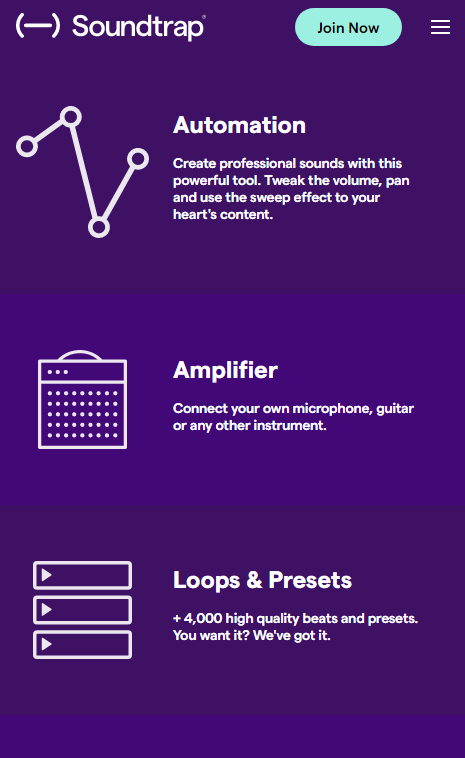 Soundtrap®
Join Now
Automation
Create professional sounds with this
powerful tool. Tweak the volume, pan
and use the sweep effect to your
heart's content.
Amplifier
Connect your own microphone, guitar
or any other instrument.
Loops & Presets
+ 4,000 high quality beats and presets.
You want it? We've got it.